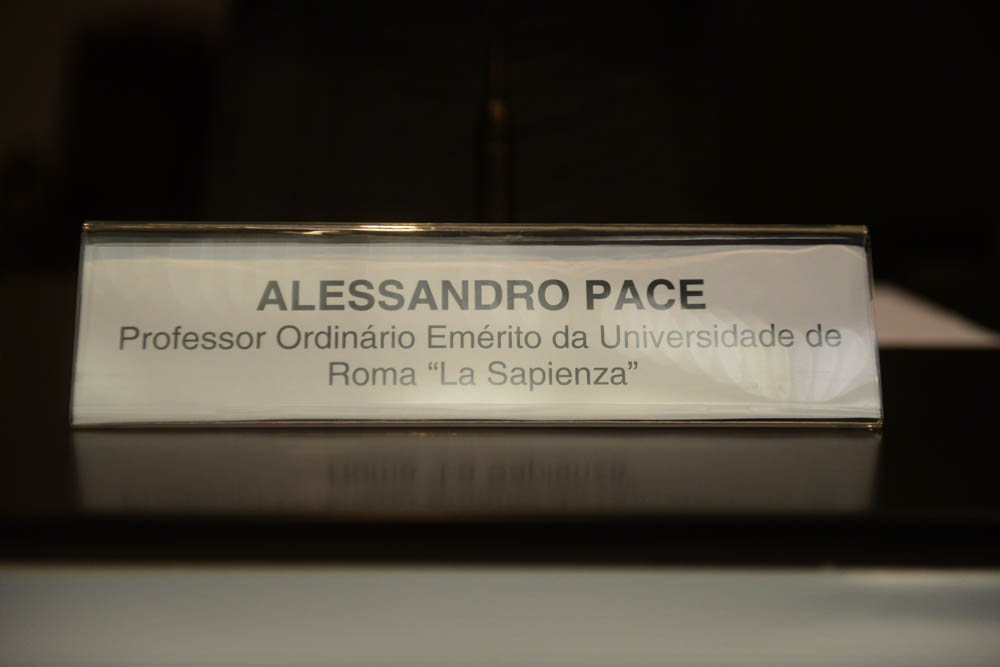 ALESSANDRO PACE
Professor Ordinário Emérito da Universidade de
Roma “La Sapienza”